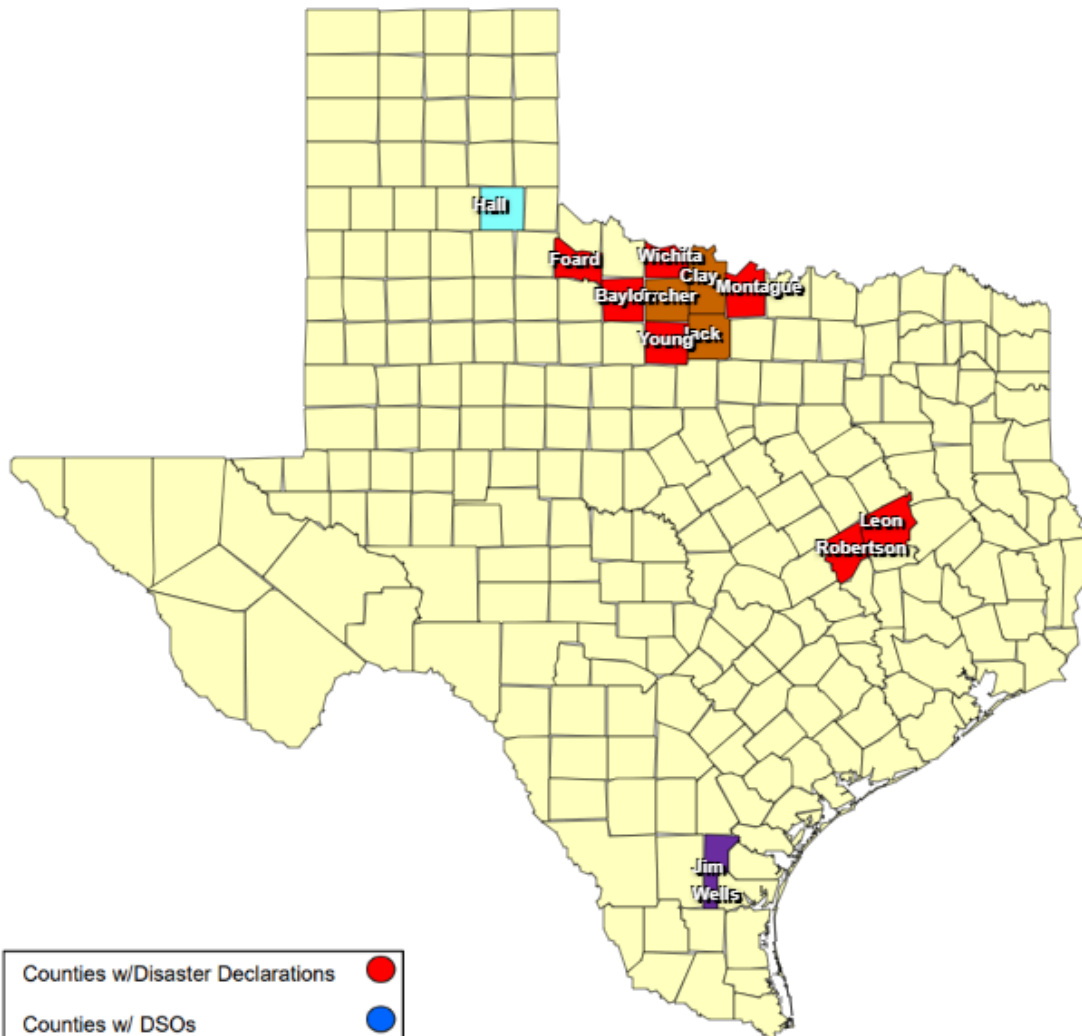 Hall
Foard
Wichita
Clay
Montague
Young
Leon
Robertson
Jim
Wells
Counties w/Disaster Declarations
Counties w/ DSOs